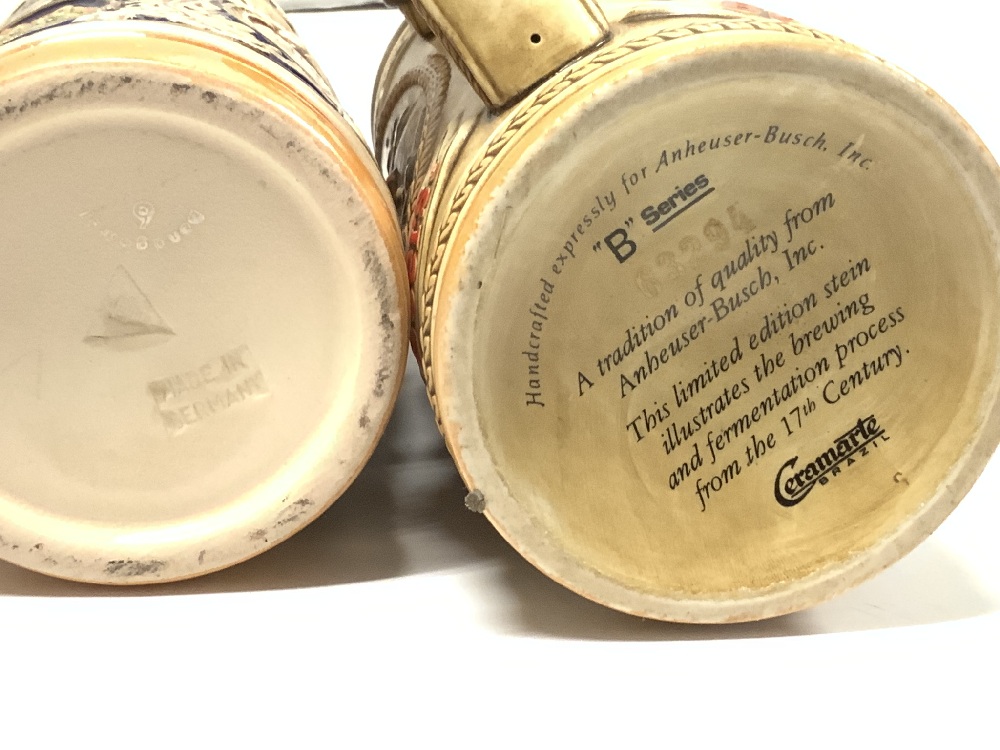 MADE IN
GERMANY
Handcrafted expressly for Anheuser-Busch, Inc.
"B" Series
A tradition of quality from
Anheuser-Busch, Inc.
This limited edition stein
illustrates the brewing
and fermentation process
from the 17th Century.
Ceramarte
BRAZIL